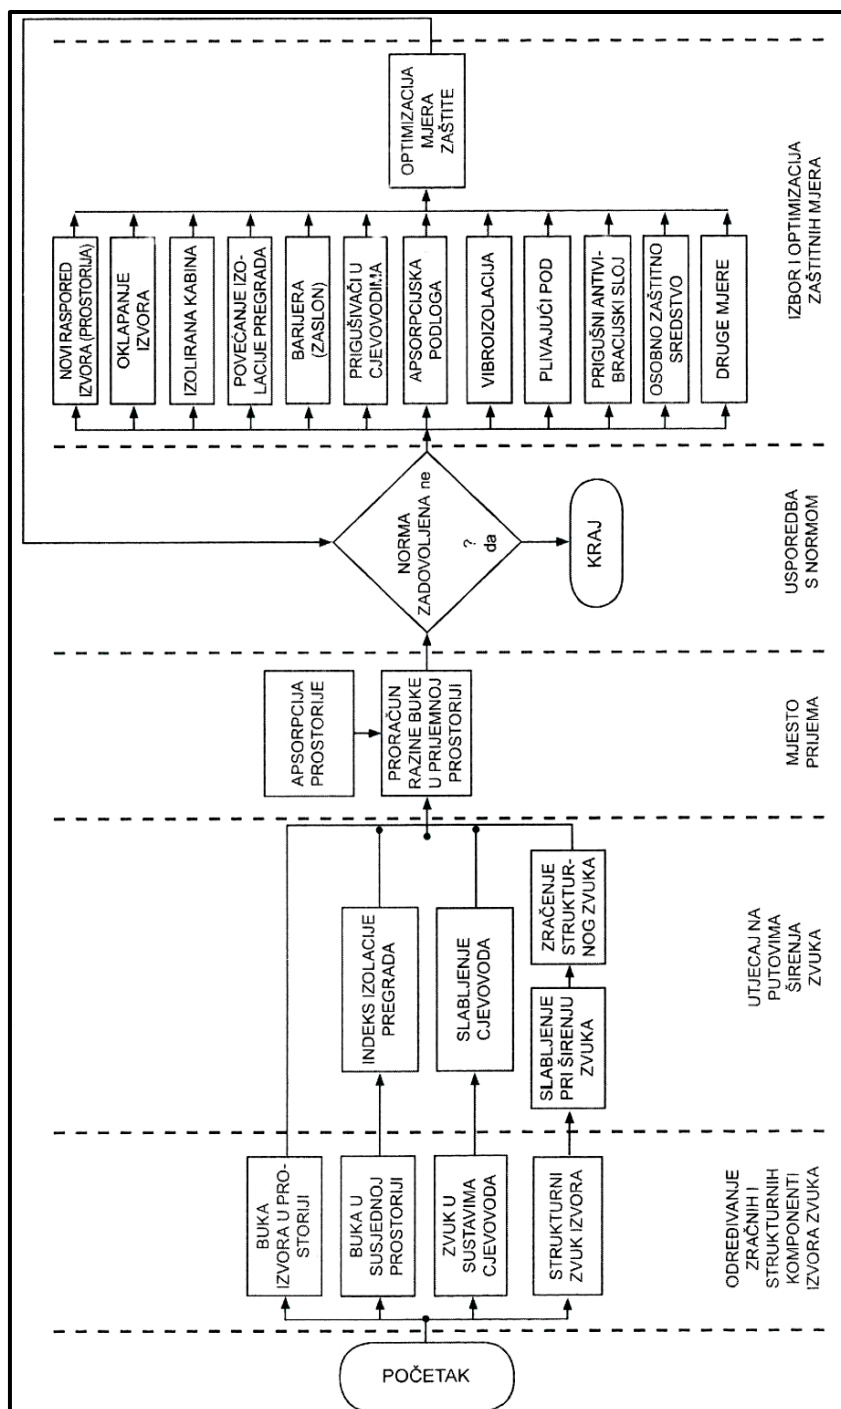 POČETAK
BUKA
IZVORA U PRO-
STORIJI
BUKA U
SUSJEDNOJ
PROSTORIJI
ZVUK U
SUSTAVIMA
CJEVOVODA
STRUKTURNI
ZVUK IZVORA
ODREĐIVANJE
ZRAČNIH I
STRUKTURNIH
KOMPONENTI
IZVORA ZVUKA
INDEKS IZOLACIJE
PREGRADA
SLABLJENJE
CJEVOVODA
SLABLJENJE
PRI ŠIRENJU
ZVUKA
ZRAČENJE
STRUKTUR-
NOG ZVUKA
UTJECAJ NA
PUTOVIMA
ŠIRENJA
ZVUKA
APSORPCIJA
PROSTORIJE
PRORAČUN
RAZINE BUKE
U PRIJEMNOJ
PROSTORIJI
MJESTO
PRIJEMA
NORMA
ZADOVOLJENA ne
?
da
KRAJ
USPOREDBA
S NORMOM
NOVI RASPORED
IZVORA (PROSTORIJA)
OKLAPANJE
IZVORA
IZOLIRANA KABINA
POVEĆANJE IZO-
LACIJE PREGRADA
BARIJERA
(ZASLON)
PRIGUŠIVAČI U
CJEVOVODIMA
APSORPCIJSKA
PODLOGA
VIBROIZOLACIJA
PLIVAJUĆI POD
PRIGUŠNI ANTIVI-
BRACIJSKI SLOJ
OSOBNO ZAŠTITNO
SREDSTVO
DRUGE MJERE
OPTIMIZACIJA
MJERA
ZAŠTITE
IZBOR I OPTIMIZACIJA
ZAŠTITNIH MJERA